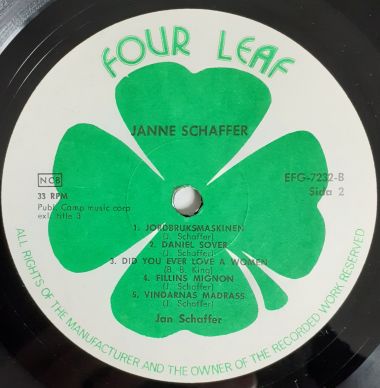 FOUR LEAF
JANNE SCHAFFER
NCB
33 RPM
Publ. Camp music corp
exl. title 3
EFG-7232-B
Sida 2
1. JORDBRUKSMASKINEN
(J. Schaffer)
2. DANIEL SOVER
(J. Schaffer)
3. DID YOU EVER LOVE A WOMEN
(B. B. King)
4. FILLINS MIGNON
(J. Schaffer)
5. VINDARNAS MADRASS
(J. Schaffer)
Jan Schaffer
ALL RIGHTS OF THE MANUFACTURER AND THE OWNER OF THE RECORDED WORK RESERVED